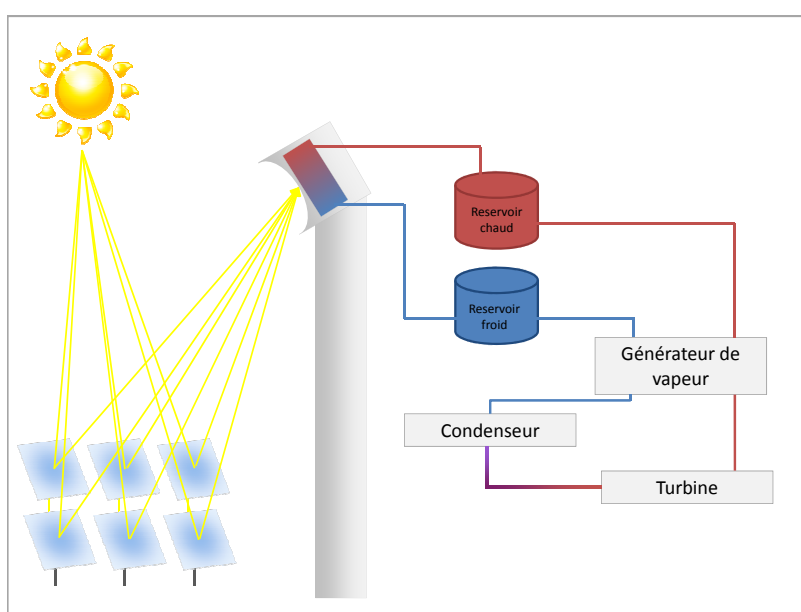 Reservoir
chaud
Reservoir
froid
Générateur de
vapeur
Condenseur
Turbine